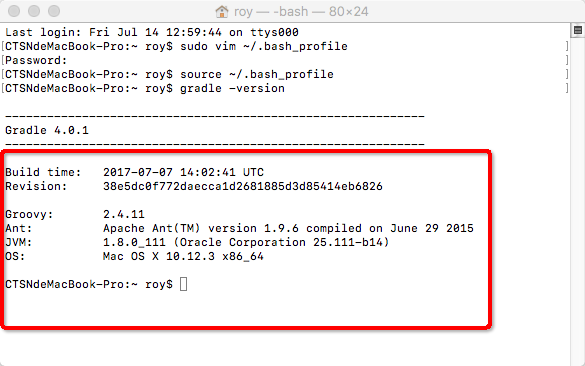 roy — -bash — 80×24
Last login: Fri Jul 14 12:59:44 on ttys000
[CTSNdeMacBook-Pro:~ roy$ sudo vim ~/.bash_profile ]
[Password: ]
[CTSNdeMacBook-Pro:~ roy$ source ~/.bash_profile ]
[CTSNdeMacBook-Pro:~ roy$ gradle -version ]
------------------------------------------------------------
Gradle 4.0.1
------------------------------------------------------------
Build time: 2017-07-07 14:02:41 UTC
Revision: 38e5dc0f772daecca1d2681885d3d85414eb6826
Groovy: 2.4.11
Ant: Apache Ant(TM) version 1.9.6 compiled on June 29 2015
JVM: 1.8.0_111 (Oracle Corporation 25.111-b14)
OS: Mac OS X 10.12.3 x86_64
CTSNdeMacBook-Pro:~ roy$